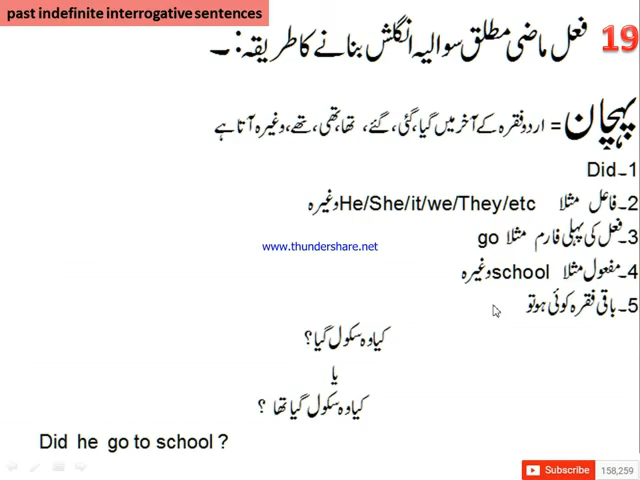 past indefinite interrogative sentences
19 فعل ماضی مطلق سوالیہ انگلش بنانے کا طریقہ:۔
پہچان = اردو فقرہ کے آخر میں گیا، گئی، گئے، تھا، تھی، تھے، وغیرہ آتا ہے
1۔Did
2۔فاعل مثلا He/She/it/we/They/etc وغیرہ
3۔فعل کی پہلی فارم مثلا go
www.thundershare.net
4۔مفعول مثلا school وغیرہ
5۔باقی فقرہ کوئی ہو تو
کیا وہ سکول گیا؟
یا
کیا وہ سکول گیا تھا ؟
Did he go to school ?
Subscribe 158,259